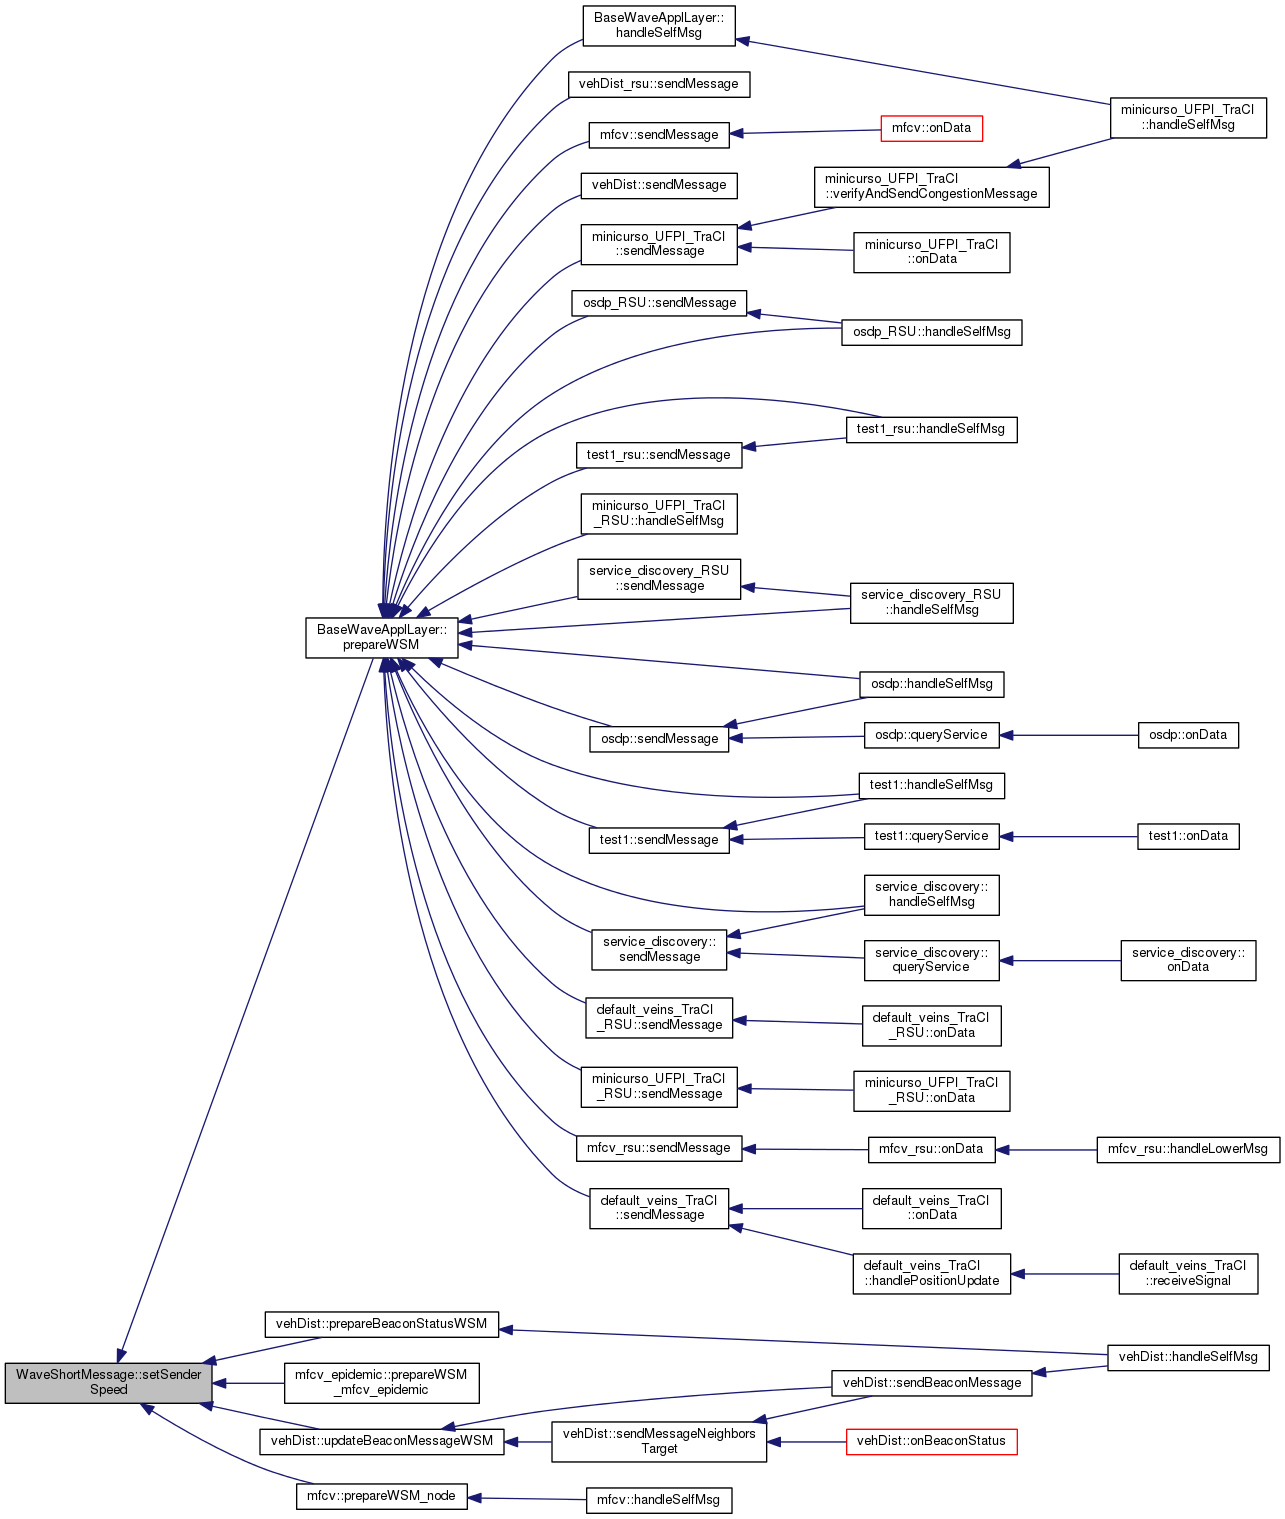 BaseWaveApplLayer::
handleSelfMsg
vehDist_rsu::sendMessage
minicurso_UFPI_TraCI
::handleSelfMsg
mfcv::sendMessage
mfcv::onData
vehDist::sendMessage
minicurso_UFPI_TraCI
::verifyAndSendCongestionMessage
minicurso_UFPI_TraCI
::sendMessage
minicurso_UFPI_TraCI
::onData
osdp_RSU::sendMessage
osdp_RSU::handleSelfMsg
test1_rsu::handleSelfMsg
test1_rsu::sendMessage
minicurso_UFPI_TraCI
_RSU::handleSelfMsg
service_discovery_RSU
::sendMessage
service_discovery_RSU
::handleSelfMsg
BaseWaveApplLayer::
prepareWSM
osdp::handleSelfMsg
osdp::sendMessage
osdp::queryService
osdp::onData
test1::handleSelfMsg
test1::sendMessage
test1::queryService
test1::onData
service_discovery::
handleSelfMsg
service_discovery::
sendMessage
service_discovery::
queryService
service_discovery::
onData
default_veins_TraCI
_RSU::sendMessage
default_veins_TraCI
_RSU::onData
minicurso_UFPI_TraCI
_RSU::sendMessage
minicurso_UFPI_TraCI
_RSU::onData
mfcv_rsu::sendMessage
mfcv_rsu::onData
mfcv_rsu::handleLowerMsg
default_veins_TraCI
::sendMessage
default_veins_TraCI
::onData
default_veins_TraCI
::handlePositionUpdate
default_veins_TraCI
::receiveSignal
vehDist::prepareBeaconStatusWSM
vehDist::handleSelfMsg
WaveShortMessage::setSender
Speed
mfcv_epidemic::prepareWSM
_mfcv_epidemic
vehDist::sendBeaconMessage
vehDist::updateBeaconMessageWSM
vehDist::sendMessageNeighbors
Target
vehDist::onBeaconStatus
mfcv::prepareWSM_node
mfcv::handleSelfMsg